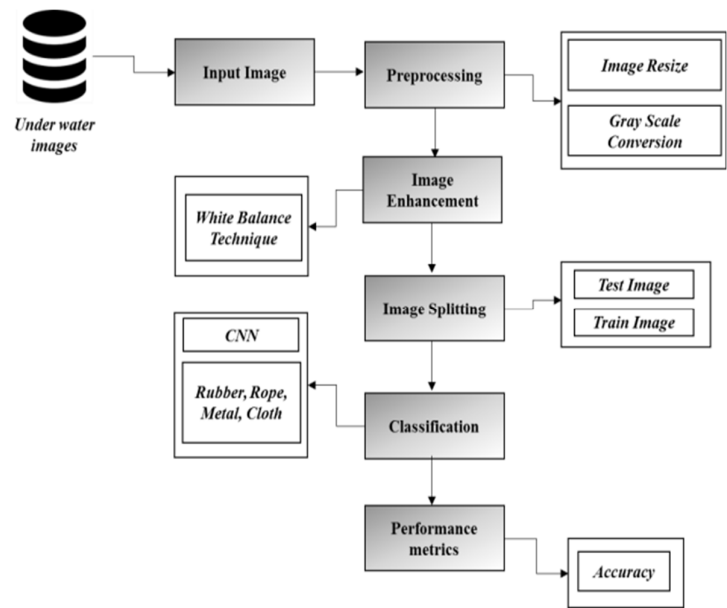 Under water
images
Input Image
Preprocessing
Image Resize
Gray Scale
Conversion
Image
Enhancement
White Balance
Technique
Image Splitting
Test Image
Train Image
CNN
Rubber, Rope,
Metal, Cloth
Classification
Performance
metrics
Accuracy